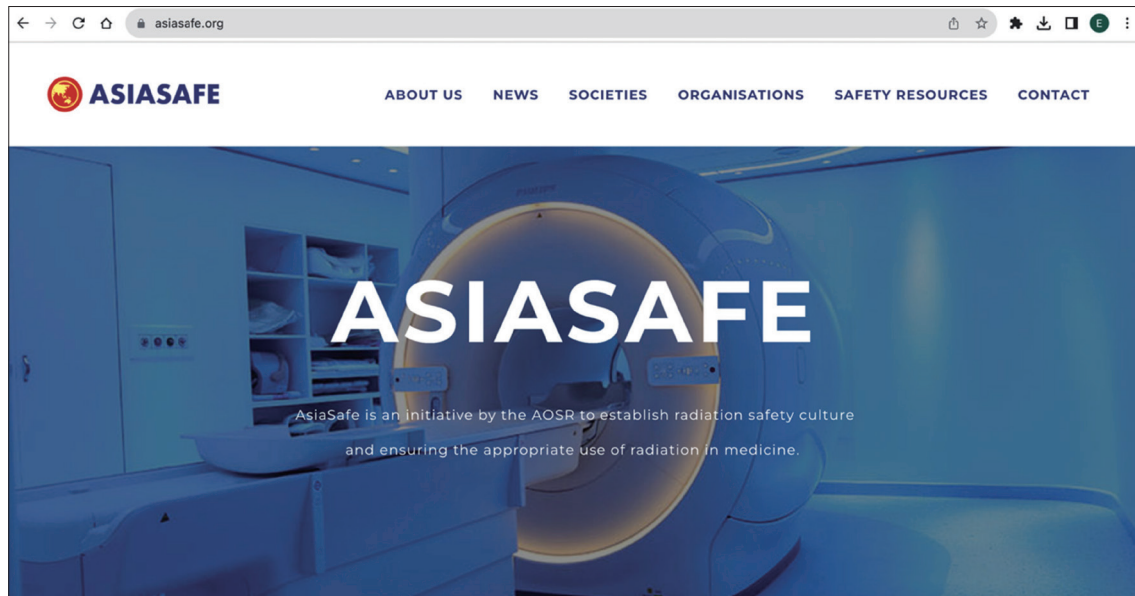 asiasafe.org
E
ASIASAFE
ABOUT US NEWS SOCIETIES ORGANISATIONS SAFETY RESOURCES CONTACT
ASIASAFE
AsiaSafe is an initiative by the AOSR to establish radiation safety culture
and ensuring the appropriate use of radiation in medicine.